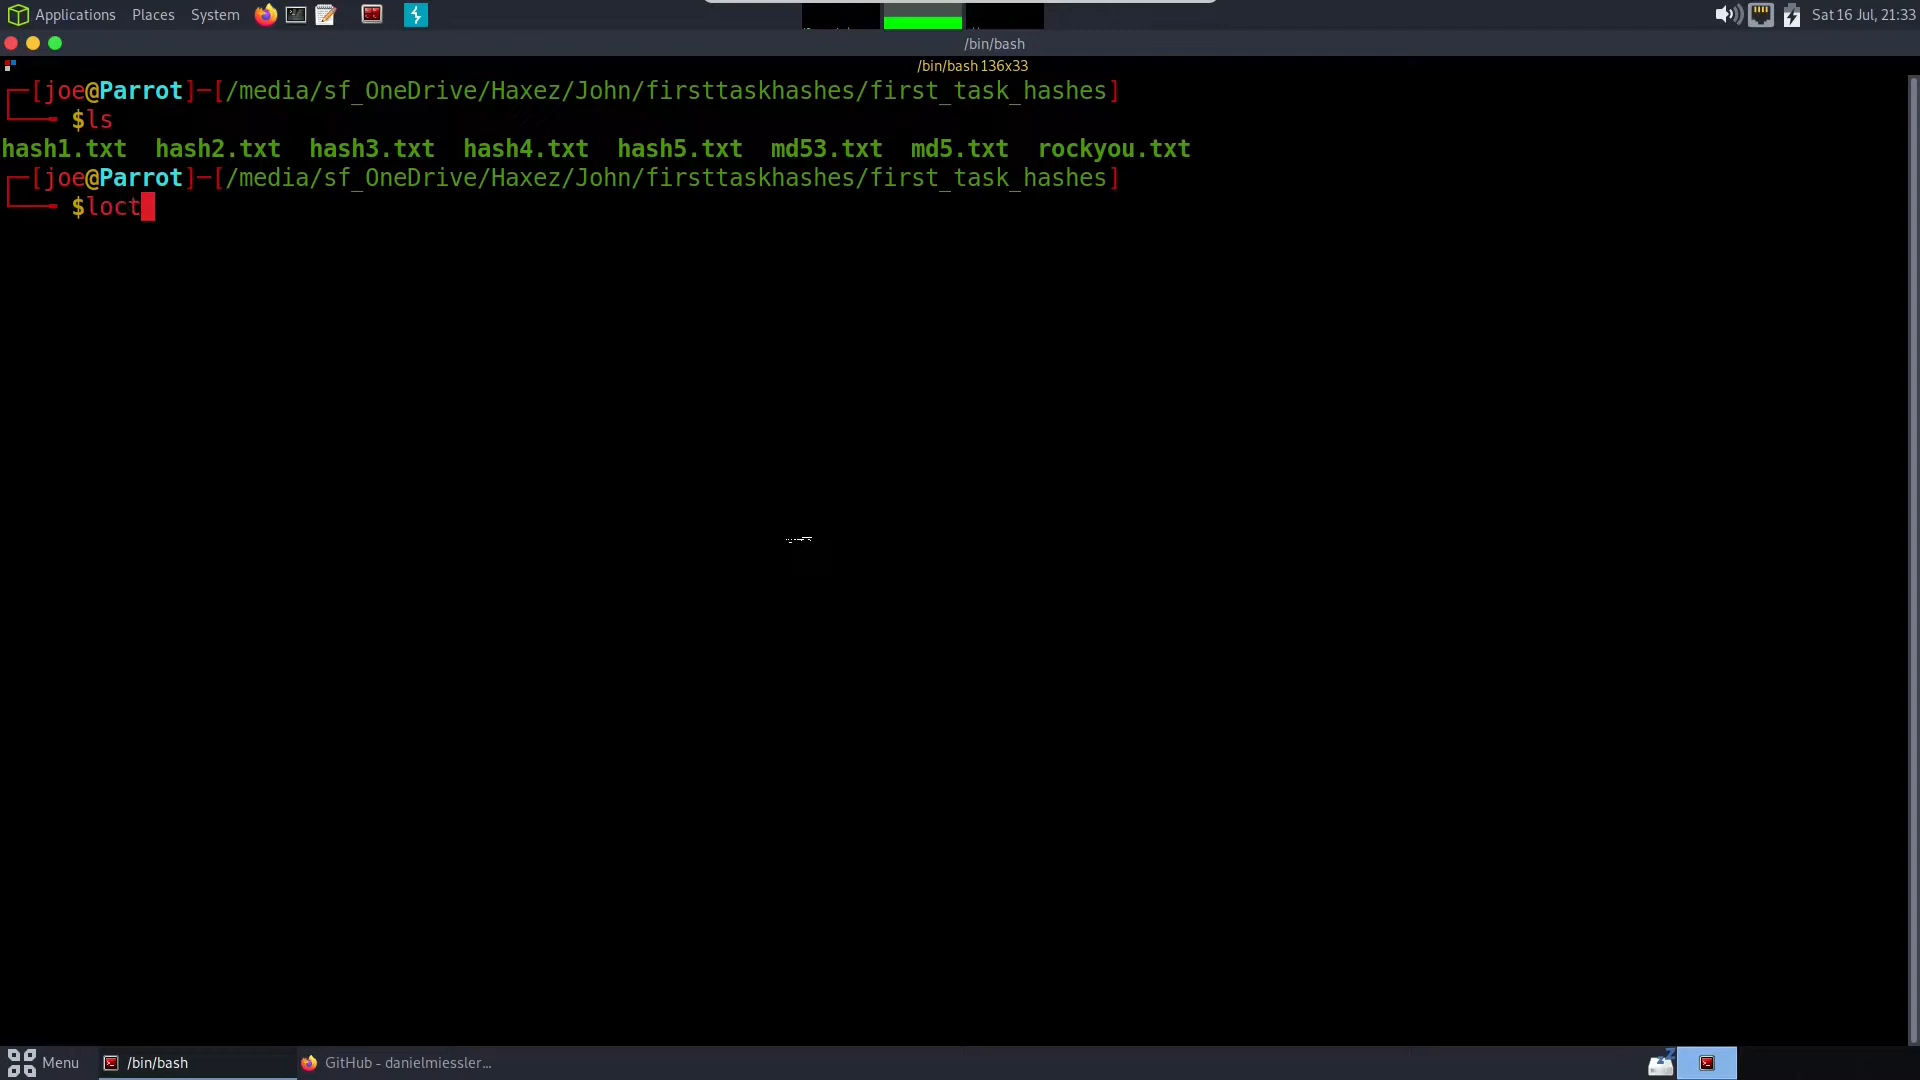 Applications Places System Sat 16 Jul, 21:33
/bin/bash
/bin/bash 136x33
[joe@Parrot]─[/media/sf_OneDrive/Haxez/John/firsttaskhashes/first_task_hashes]
$ls
hash1.txt hash2.txt hash3.txt hash4.txt hash5.txt md53.txt md5.txt rockyou.txt
[joe@Parrot]─[/media/sf_OneDrive/Haxez/John/firsttaskhashes/first_task_hashes]
$loct
Menu /bin/bash GitHub - danielmiessler...